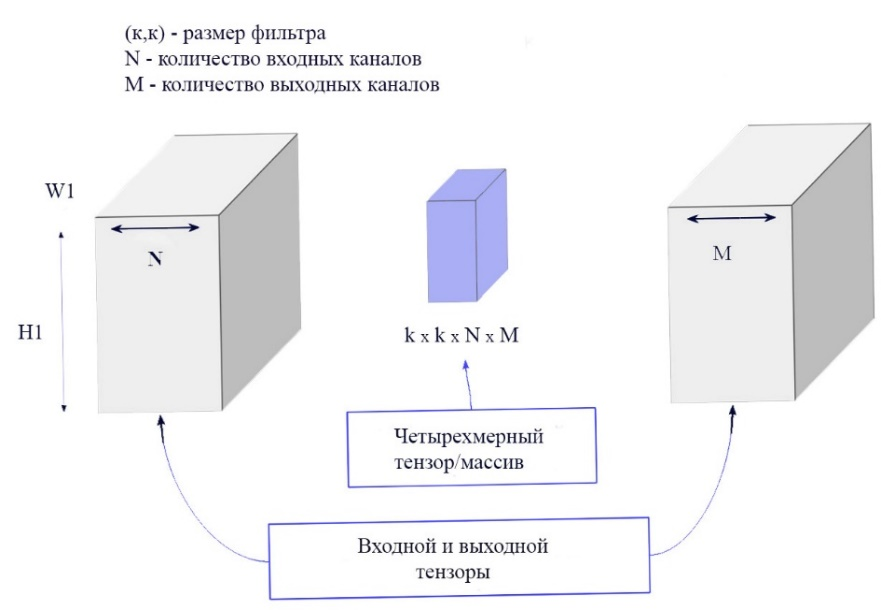 (к,к) - размер фильтра
N - количество входных каналов
M - количество выходных каналов
W1
N
H1
k x k x N x M
M
Четырехмерный
тензор/массив
Входной и выходной
тензоры